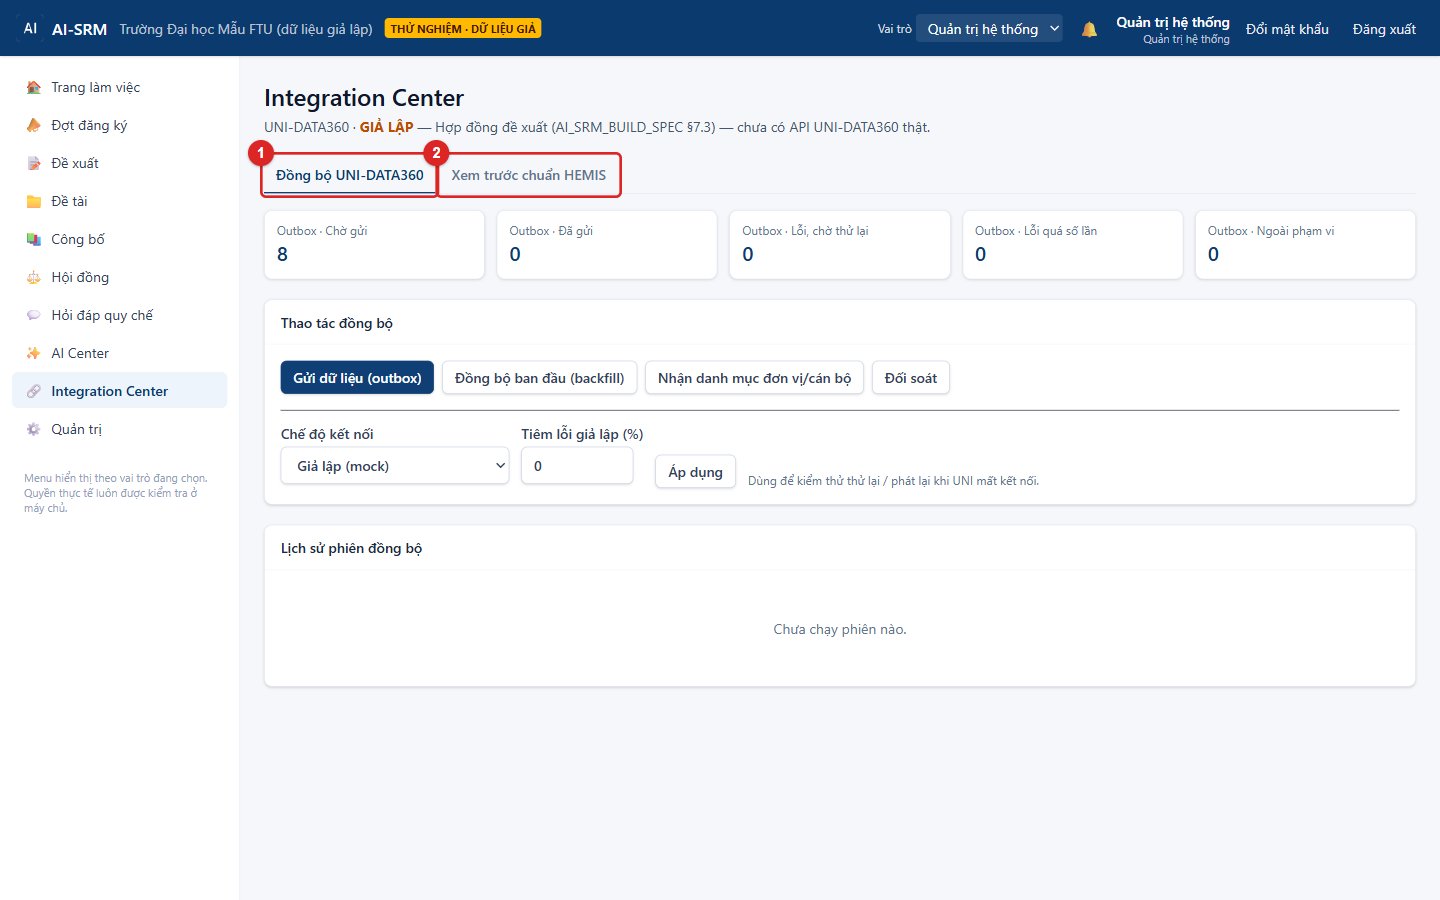 AI AI-SRM Trường Đại học Mẫu FTU (dữ liệu giả lập) THỬ NGHIỆM · DỮ LIỆU GIẢ Vai trò Quản trị hệ thống Quản trị hệ thống Đổi mật khẩu Đăng xuất
Quản trị hệ thống
Trang làm việc
Đợt đăng ký
Đề xuất
Đề tài
Công bố
Hội đồng
Hỏi đáp quy chế
AI Center
Integration Center
Quản trị
Menu hiển thị theo vai trò đang chọn.
Quyền thực tế luôn được kiểm tra ở
máy chủ.
Integration Center
UNI-DATA360 · GIẢ LẬP — Hợp đồng đề xuất (AI_SRM_BUILD_SPEC §7.3) — chưa có API UNI-DATA360 thật.
1 2
Đồng bộ UNI-DATA360 Xem trước chuẩn HEMIS
Outbox · Chờ gửi Outbox · Đã gửi Outbox · Lỗi, chờ thử lại Outbox · Lỗi quá số lần Outbox · Ngoài phạm vi
8 0 0 0 0
Thao tác đồng bộ
Gửi dữ liệu (outbox) Đồng bộ ban đầu (backfill) Nhận danh mục đơn vị/cán bộ Đối soát
Chế độ kết nối Tiêm lỗi giả lập (%)
Giả lập (mock) 0 Áp dụng Dùng để kiểm thử thử lại / phát lại khi UNI mất kết nối.
Lịch sử phiên đồng bộ
Chưa chạy phiên nào.